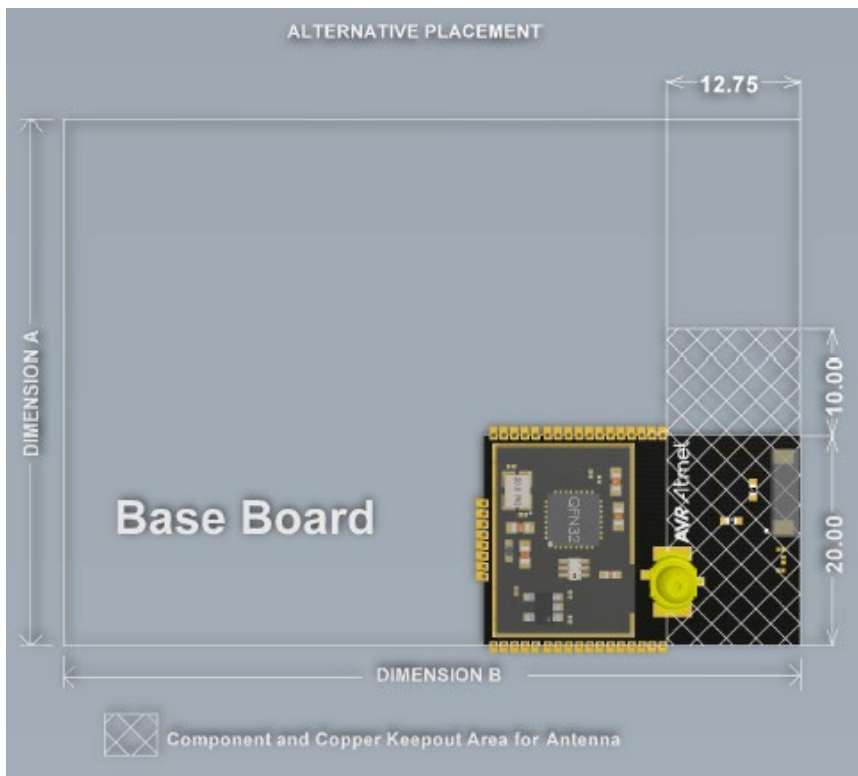 ALTERNATIVE PLACEMENT
12.75
DIMENSION A
10.00
AVR Atmel
QFN32
Base Board
20.00
DIMENSION B
Component and Copper Keepout Area for Antenna